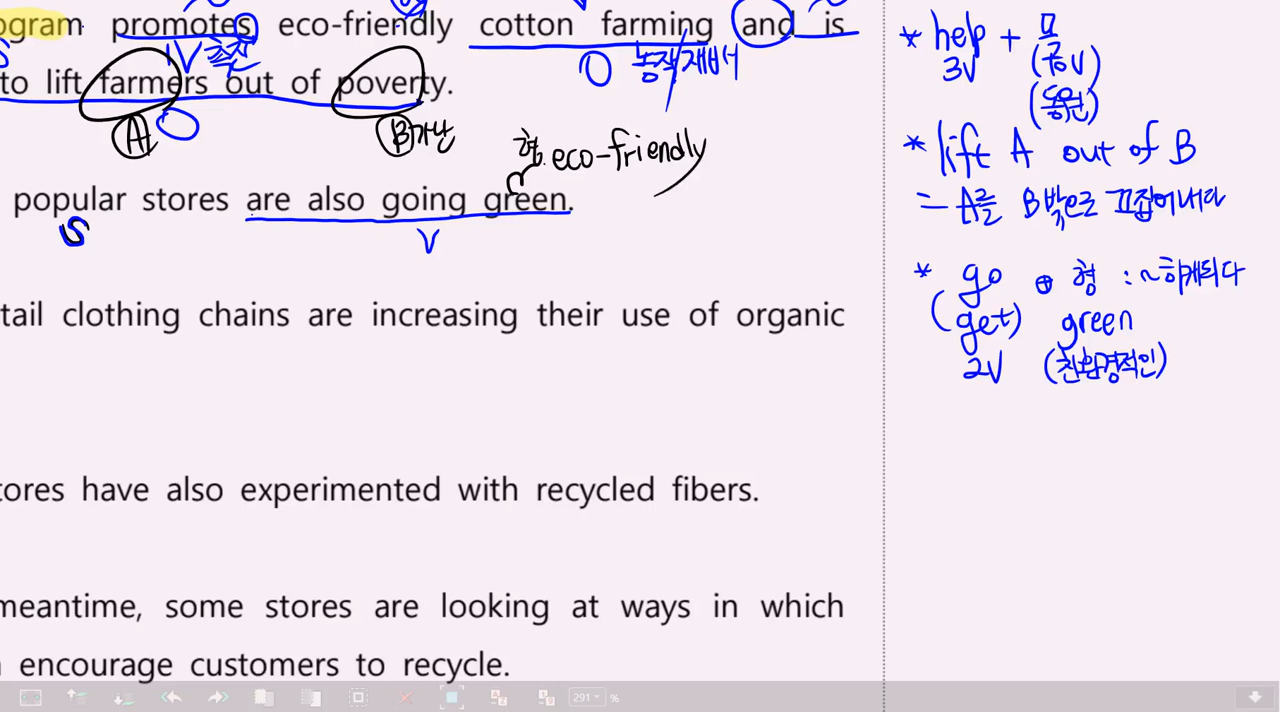 ogram promotes eco-friendly cotton farming and is
S V 촉진 O 농작/재배
to lift farmers out of poverty.
Ⓐ O Ⓑ가난
형. eco-friendly
popular stores are also going green.
S V
tail clothing chains are increasing their use of organic
tores have also experimented with recycled fibers.
meantime, some stores are looking at ways in which
encourage customers to recycle.
* help + 목
3V (동V)
(동원)
* lift A out of B
= A를 B 밖으로 끄집어내다
* go ⊕ 형 : ~하게되다
(get) green
2V (친환경적인)
291 %